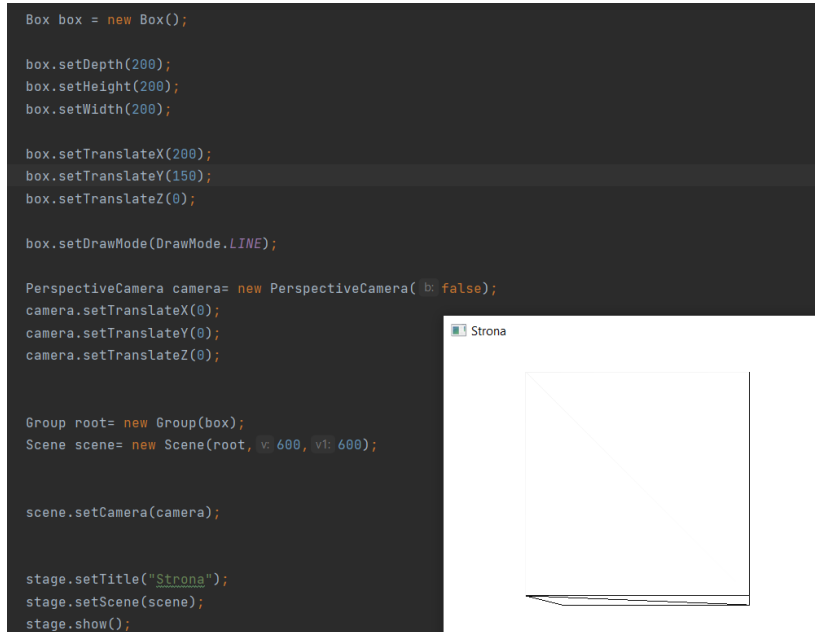 Box box = new Box();
box.setDepth(200);
box.setHeight(200);
box.setWidth(200);
box.setTranslateX(200);
box.setTranslateY(150);
box.setTranslateZ(0);
box.setDrawMode(DrawMode.LINE);
PerspectiveCamera camera= new PerspectiveCamera( b: false);
camera.setTranslateX(0);
camera.setTranslateY(0);
camera.setTranslateZ(0);
Strona
Group root= new Group(box);
Scene scene= new Scene(root, v: 600, v1: 600);
scene.setCamera(camera);
stage.setTitle("Strona");
stage.setScene(scene);
stage.show();